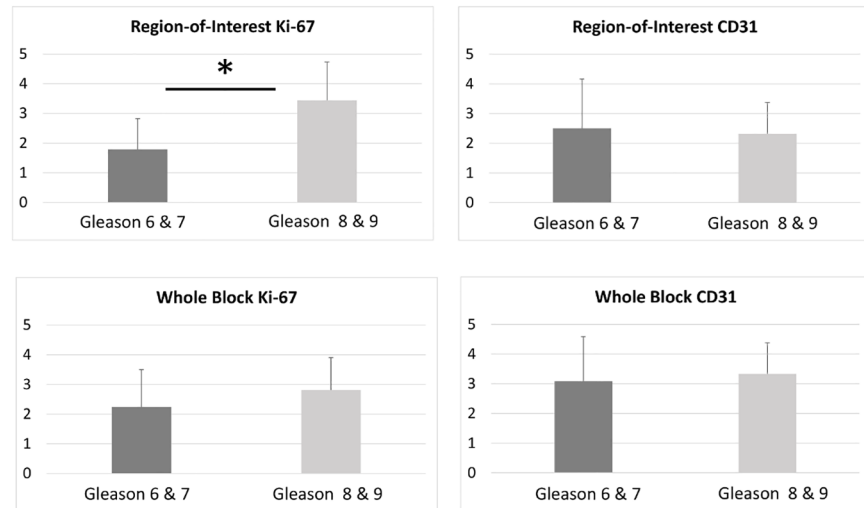 Region-of-Interest Ki-67
5
4
3
2
1
0
*
Gleason 6 & 7
Gleason 8 & 9
Region-of-Interest CD31
5
4
3
2
1
0
Gleason 6 & 7
Gleason 8 & 9
Whole Block Ki-67
5
4
3
2
1
0
Gleason 6 & 7
Gleason 8 & 9
Whole Block CD31
5
4
3
2
1
0
Gleason 6 & 7
Gleason 8 & 9